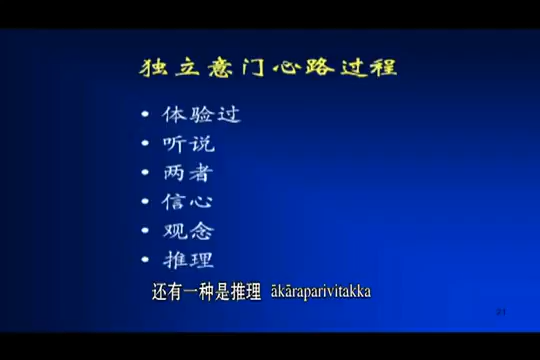 独立意门心路过程
• 体验过
• 听说
• 两者
• 信心
• 观念
• 推理
还有一种是推理 ākāraparivitakka
21